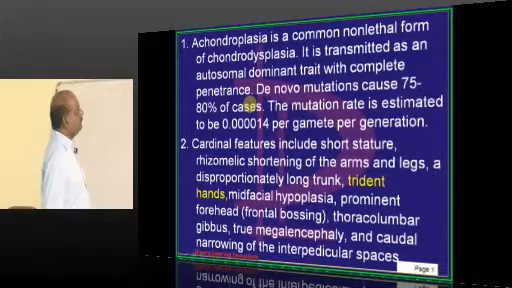 1. Achondroplasia is a common nonlethal form
of chondrodysplasia. It is transmitted as an
autosomal dominant trait with complete
penetrance. De novo mutations cause 75-
80% of cases. The mutation rate is estimated
to be 0.000014 per gamete per generation.
2. Cardinal features include short stature,
rhizomelic shortening of the arms and legs, a
disproportionately long trunk, trident
hands,midfacial hypoplasia, prominent
forehead (frontal bossing), thoracolumbar
gibbus, true megalencephaly, and caudal
narrowing of the interpedicular spaces
Page 1